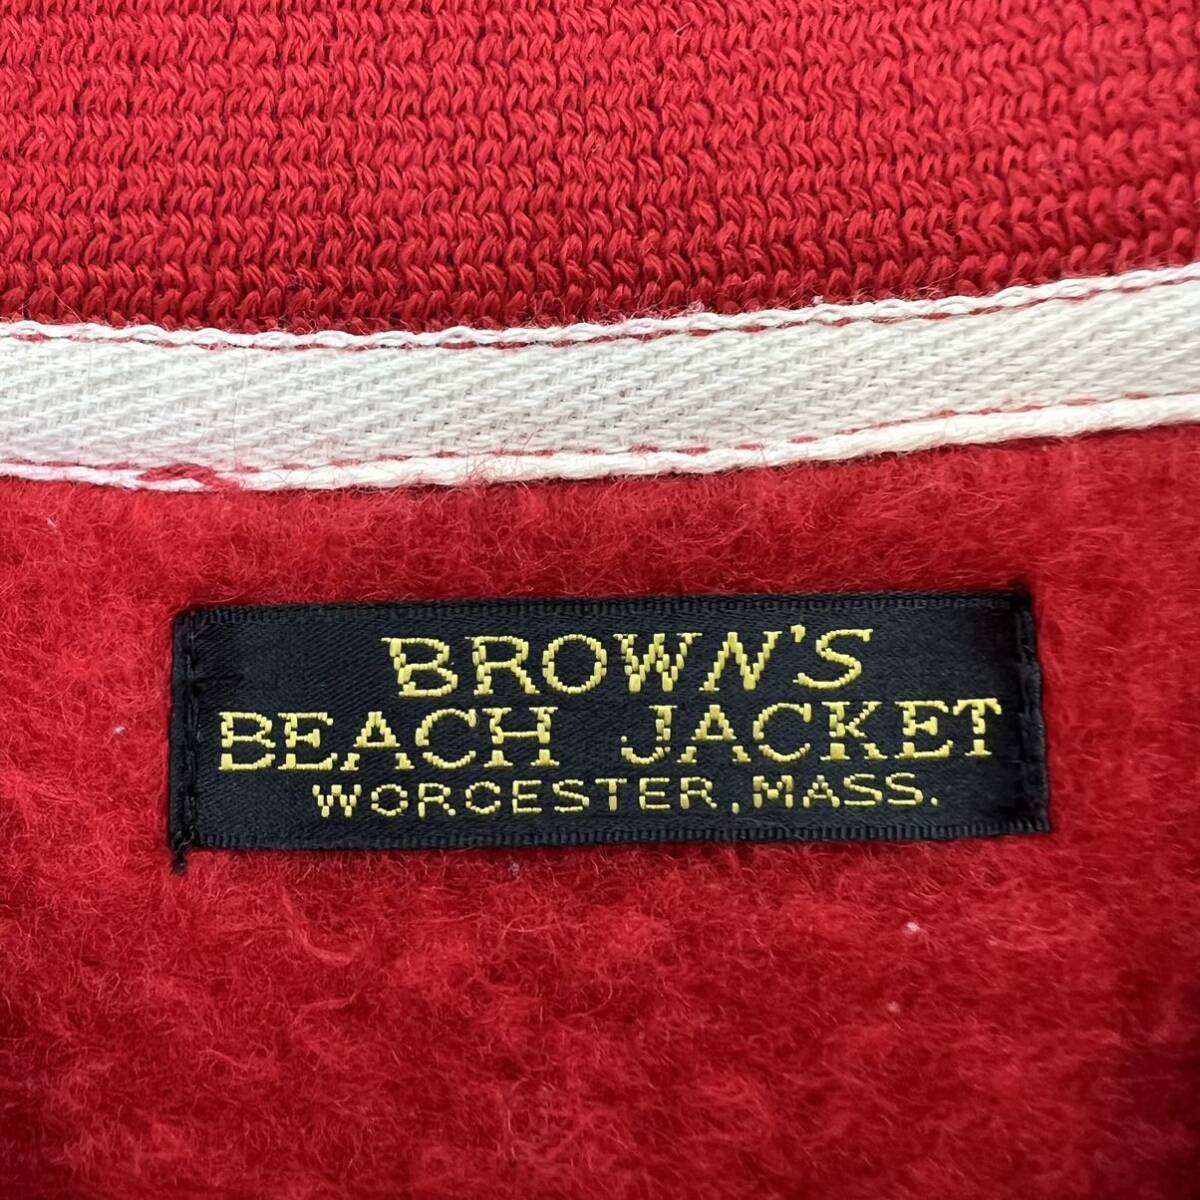 BROWN'S
BEACH JACKET
WORCESTER, MASS.